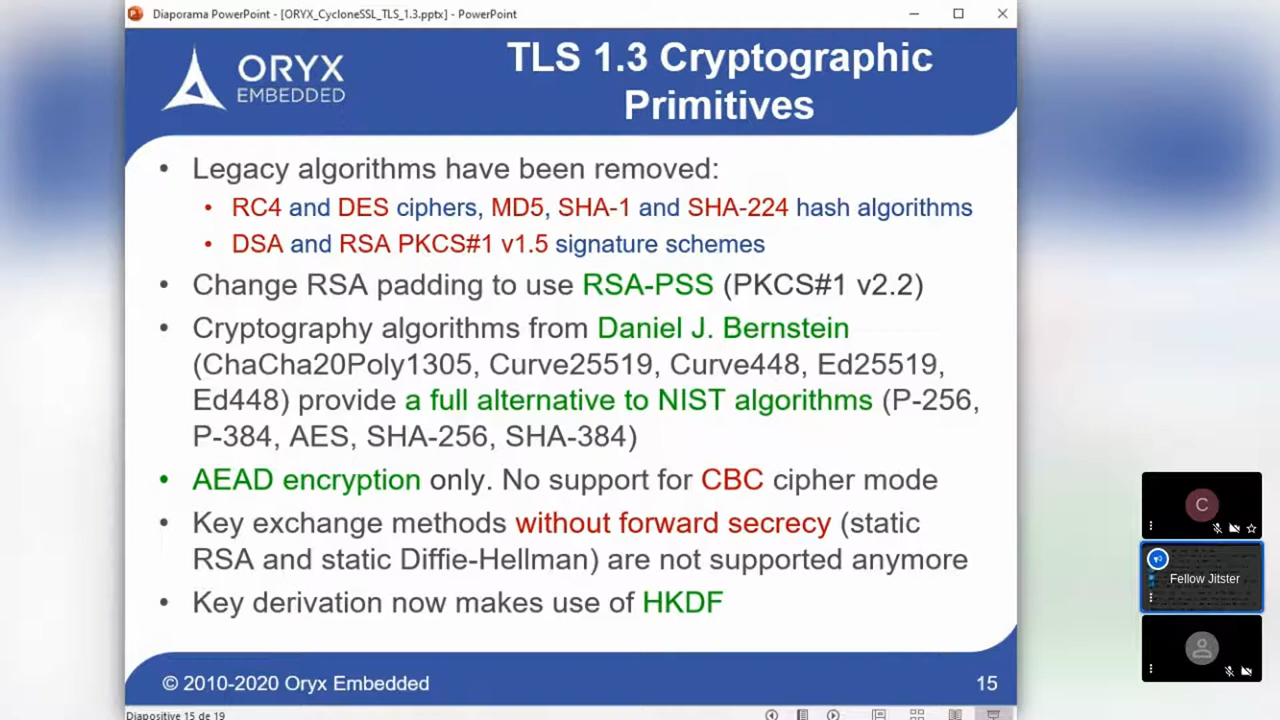 Diaporama PowerPoint - [ORYX_CycloneSSL_TLS_1.3.pptx] - PowerPoint
ORYX
EMBEDDED
TLS 1.3 Cryptographic
Primitives
• Legacy algorithms have been removed:
• RC4 and DES ciphers, MD5, SHA-1 and SHA-224 hash algorithms
• DSA and RSA PKCS#1 v1.5 signature schemes
• Change RSA padding to use RSA-PSS (PKCS#1 v2.2)
• Cryptography algorithms from Daniel J. Bernstein
(ChaCha20Poly1305, Curve25519, Curve448, Ed25519,
Ed448) provide a full alternative to NIST algorithms (P-256,
P-384, AES, SHA-256, SHA-384)
• AEAD encryption only. No support for CBC cipher mode
• Key exchange methods without forward secrecy (static
RSA and static Diffie-Hellman) are not supported anymore
• Key derivation now makes use of HKDF
© 2010-2020 Oryx Embedded
15
Diapositive 15 de 19
C
Fellow Jitster